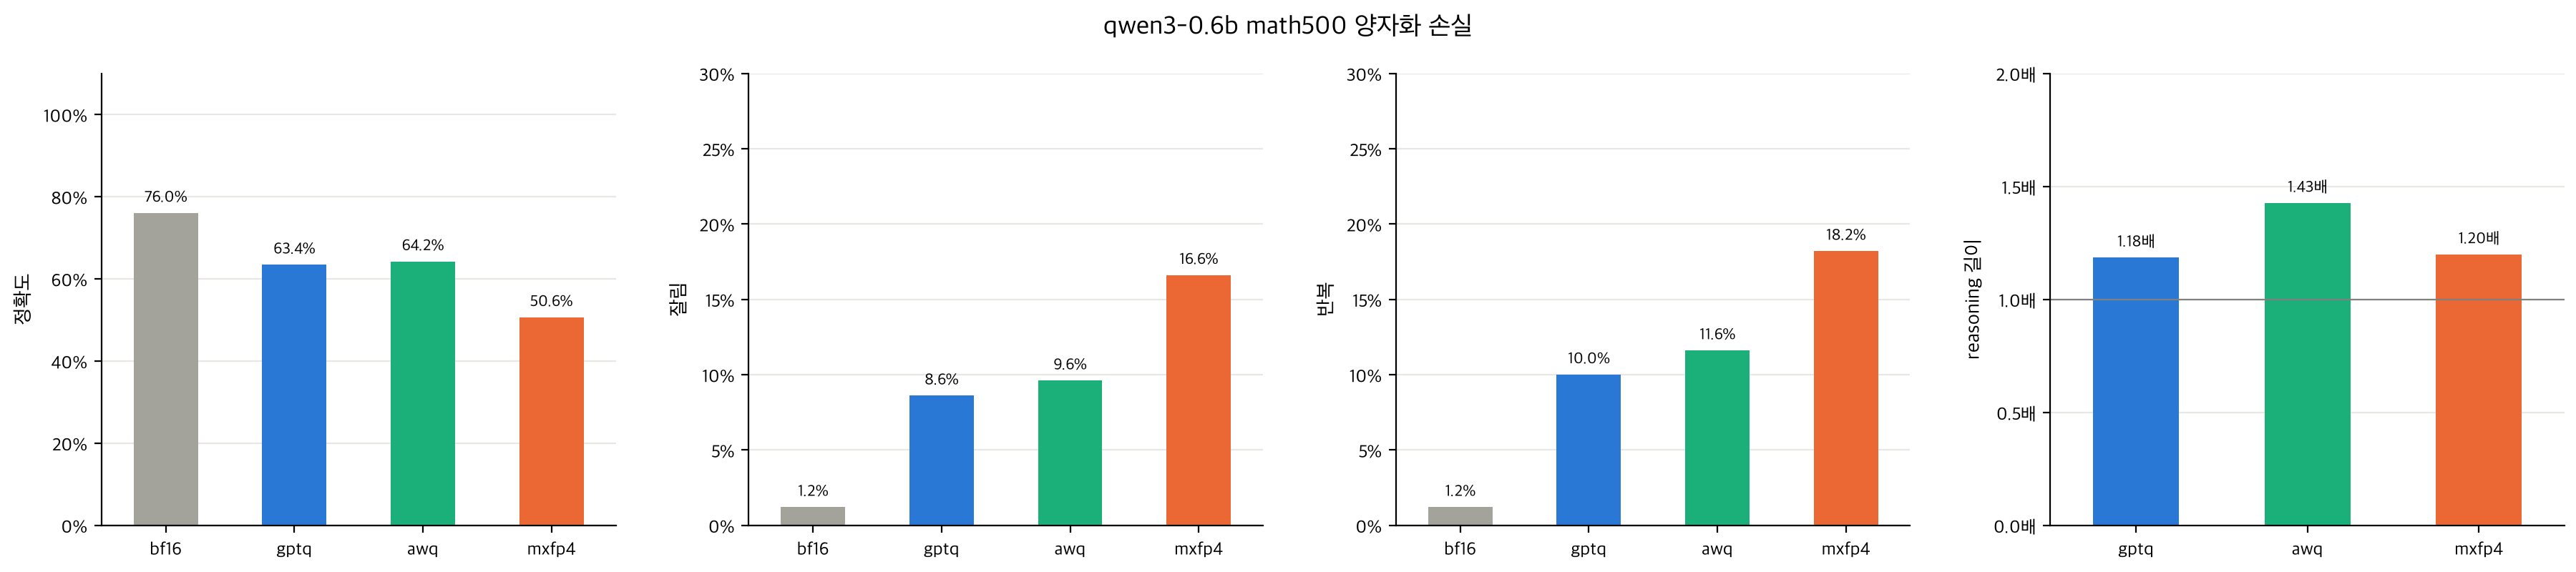 qwen3-0.6b math500 양자화 손실
정확도
100%
80%
60%
40%
20%
0%
76.0%
63.4%
64.2%
50.6%
bf16
gptq
awq
mxfp4
잘림
30%
25%
20%
15%
10%
5%
0%
1.2%
8.6%
9.6%
16.6%
bf16
gptq
awq
mxfp4
반복
30%
25%
20%
15%
10%
5%
0%
1.2%
10.0%
11.6%
18.2%
bf16
gptq
awq
mxfp4
reasoning 길이
2.0배
1.5배
1.0배
0.5배
0.0배
1.18배
1.43배
1.20배
gptq
awq
mxfp4